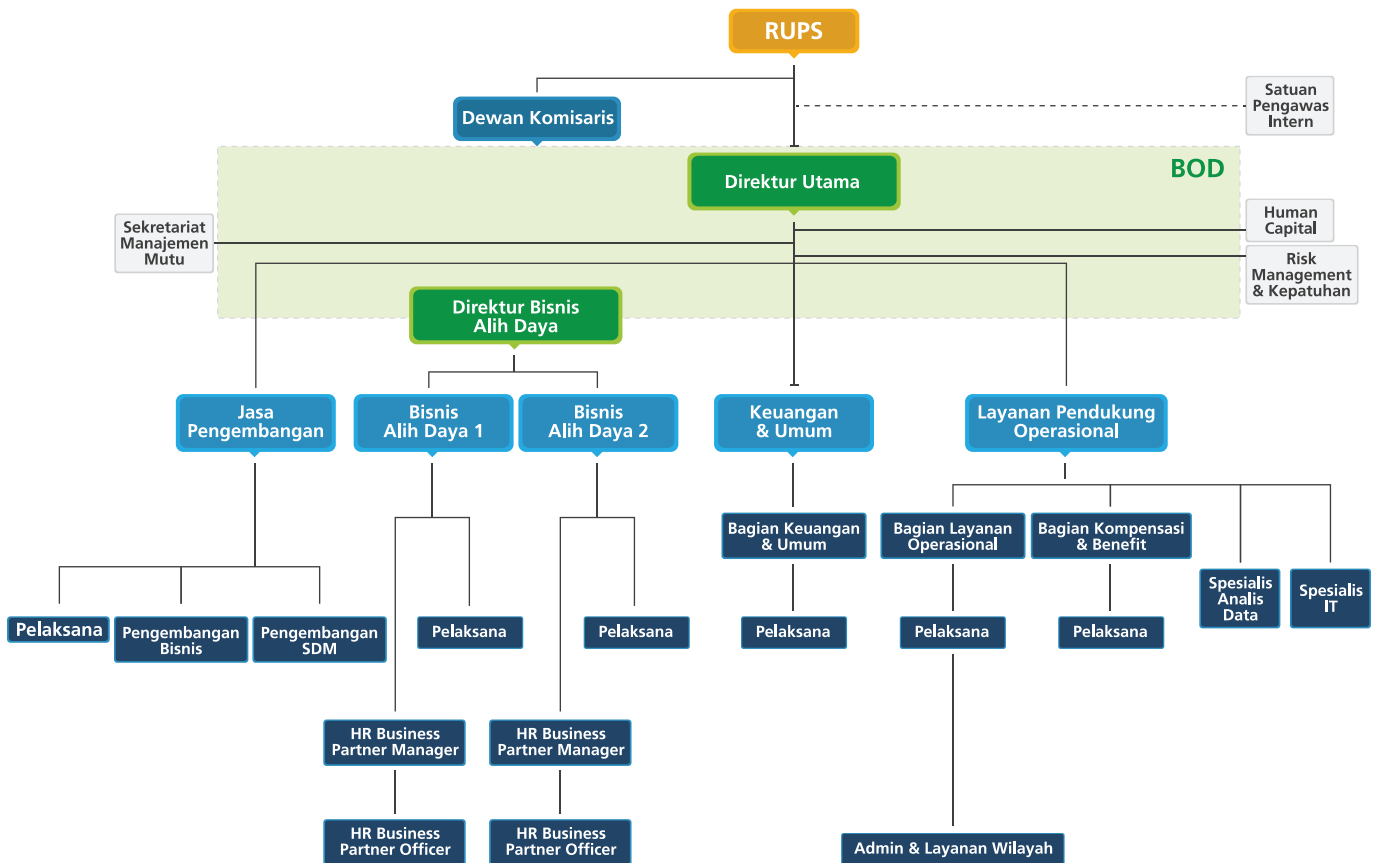 RUPS
Dewan Komisaris
Satuan
Pengawas
Intern
BOD
Direktur Utama
Sekretariat
Manajemen
Mutu
Human
Capital
Risk
Management
& Kepatuhan
Direktur Bisnis
Alih Daya
Jasa
Pengembangan
Bisnis
Alih Daya 1
Bisnis
Alih Daya 2
Keuangan
& Umum
Layanan Pendukung
Operasional
Bagian Keuangan
& Umum
Bagian Layanan
Operasional
Bagian Kompensasi
& Benefit
Spesialis
Analis
Data
Spesialis
IT
Pelaksana
Pengembangan
Bisnis
Pengembangan
SDM
Pelaksana
Pelaksana
Pelaksana
Pelaksana
Pelaksana
HR Business
Partner Manager
HR Business
Partner Manager
HR Business
Partner Officer
HR Business
Partner Officer
Admin & Layanan Wilayah